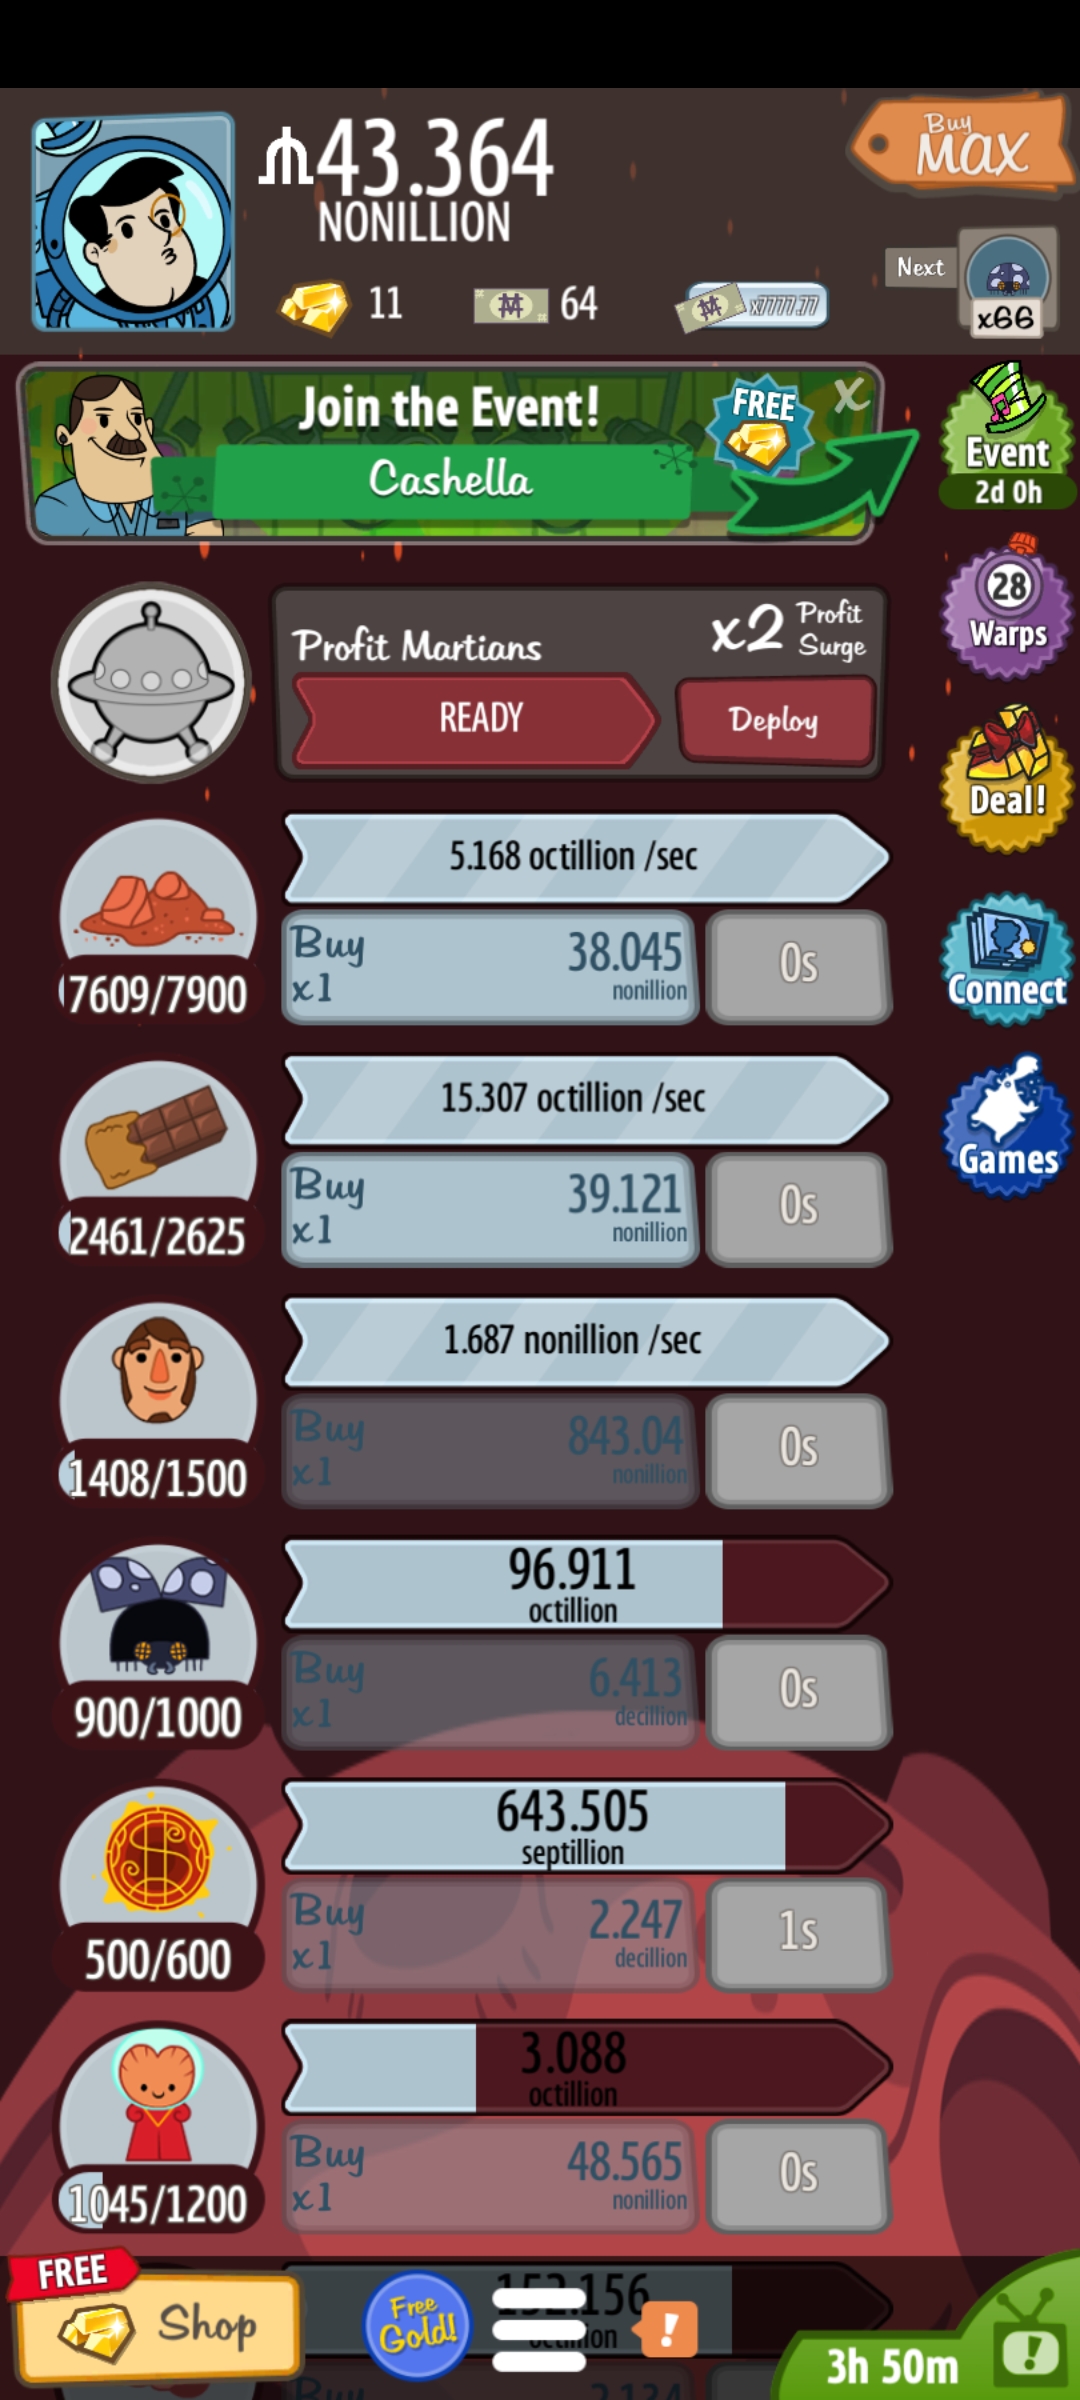 43.364
NONILLION
Buy
MAX
11
64
x7777.77
Next
x66
Join the Event!
FREE
X
Cashella
Event
2d 0h
Profit Martians
x2 Profit
Surge
READY
Deploy
28
Warps
Deal!
5.168 octillion /sec
7609/7900
Buy
x1
38.045
nonillion
0s
Connect
15.307 octillion /sec
2461/2625
Buy
x1
39.121
nonillion
0s
Games
1.687 nonillion /sec
1408/1500
Buy
x1
843.04
nonillion
0s
96.911
octillion
900/1000
Buy
x1
6.413
decillion
0s
643.505
septillion
500/600
Buy
x1
2.247
decillion
1s
3.088
octillion
1045/1200
Buy
x1
48.565
nonillion
0s
FREE
Shop
Free
Gold!
!
3h 50m
!